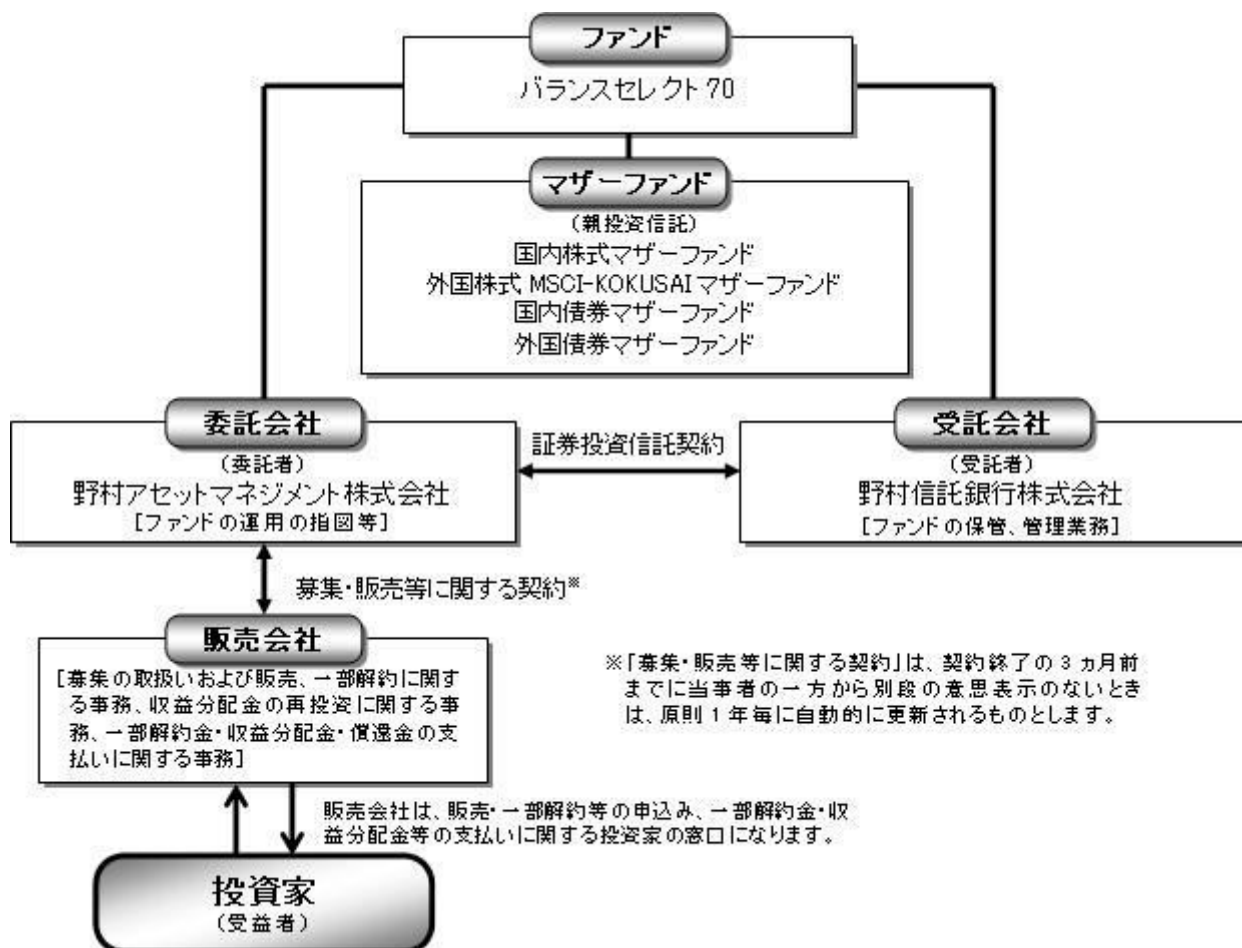 ファンド
バランスセレクト 70
マザーファンド
(親投資信託)
国内株式マザーファンド
外国株式 MSCI-KOKUSAI マザーファンド
国内債券マザーファンド
外国債券マザーファンド
委託会社
(委託者)
野村アセットマネジメント株式会社
[ファンドの運用の指図等]
証券投資信託契約
受託会社
(受託者)
野村信託銀行株式会社
[ファンドの保管、管理業務]
募集・販売等に関する契約※
販売会社
[募集の取扱いおよび販売、一部解約に関す
る事務、収益分配金の再投資に関する事
務、一部解約金・収益分配金・償還金の支
払いに関する事務]
※「募集・販売等に関する契約」は、契約終了の 3 ヵ月前
までに当事者の一方から別段の意思表示のないとき
は、原則 1 年毎に自動的に更新されるものとします。
販売会社は、販売・一部解約等の申込み、一部解約金・収
益分配金等の支払いに関する投資家の窓口になります。
投資家
(受益者)